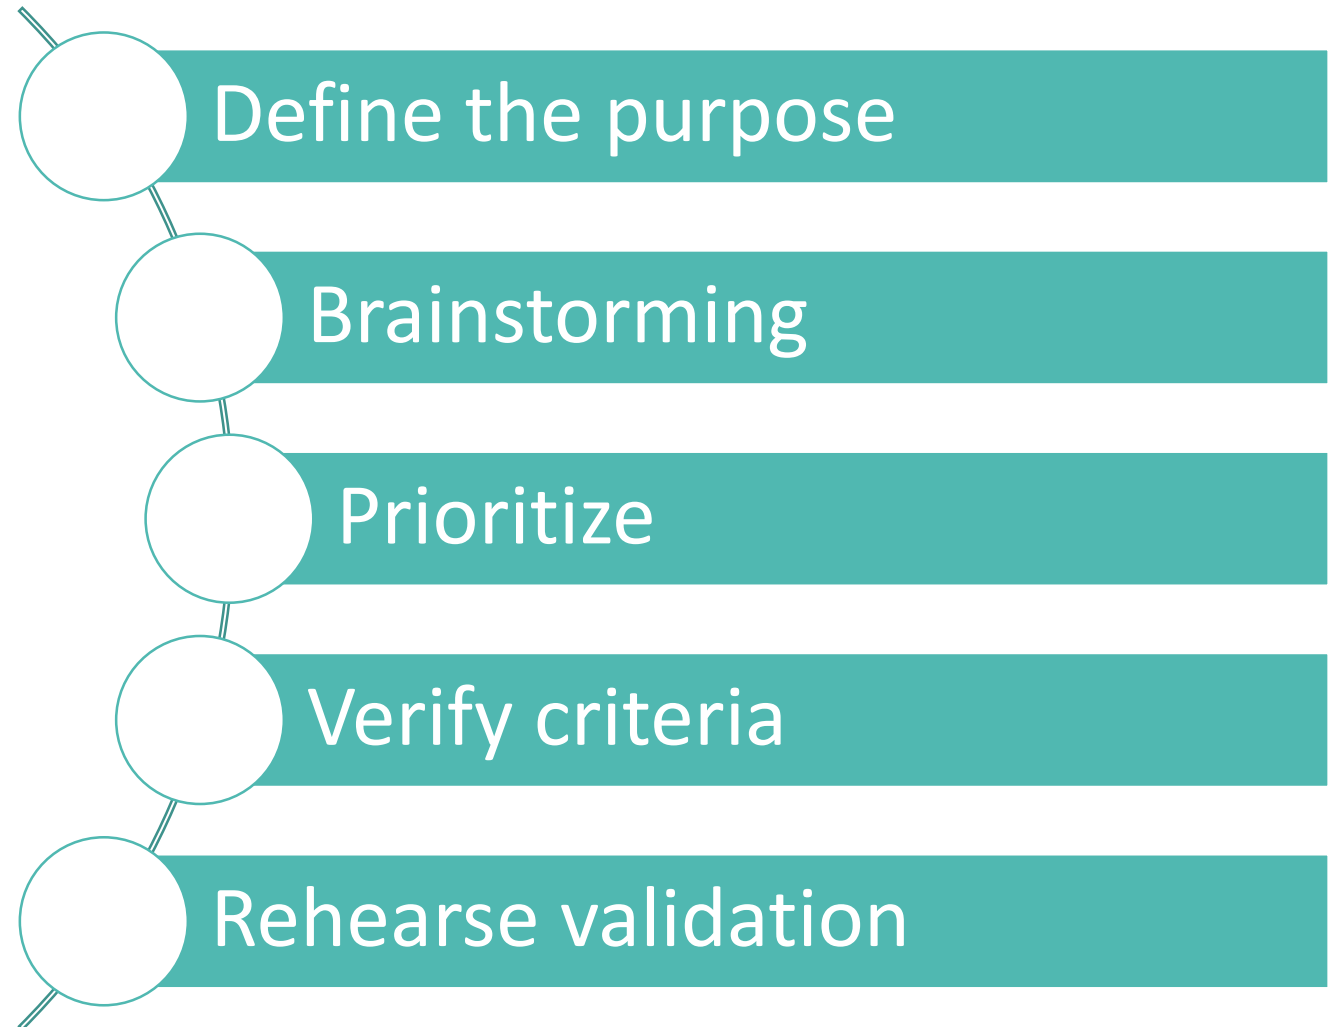 Define the purpose
Brainstorming
Prioritize
Verify criteria
Rehearse validation